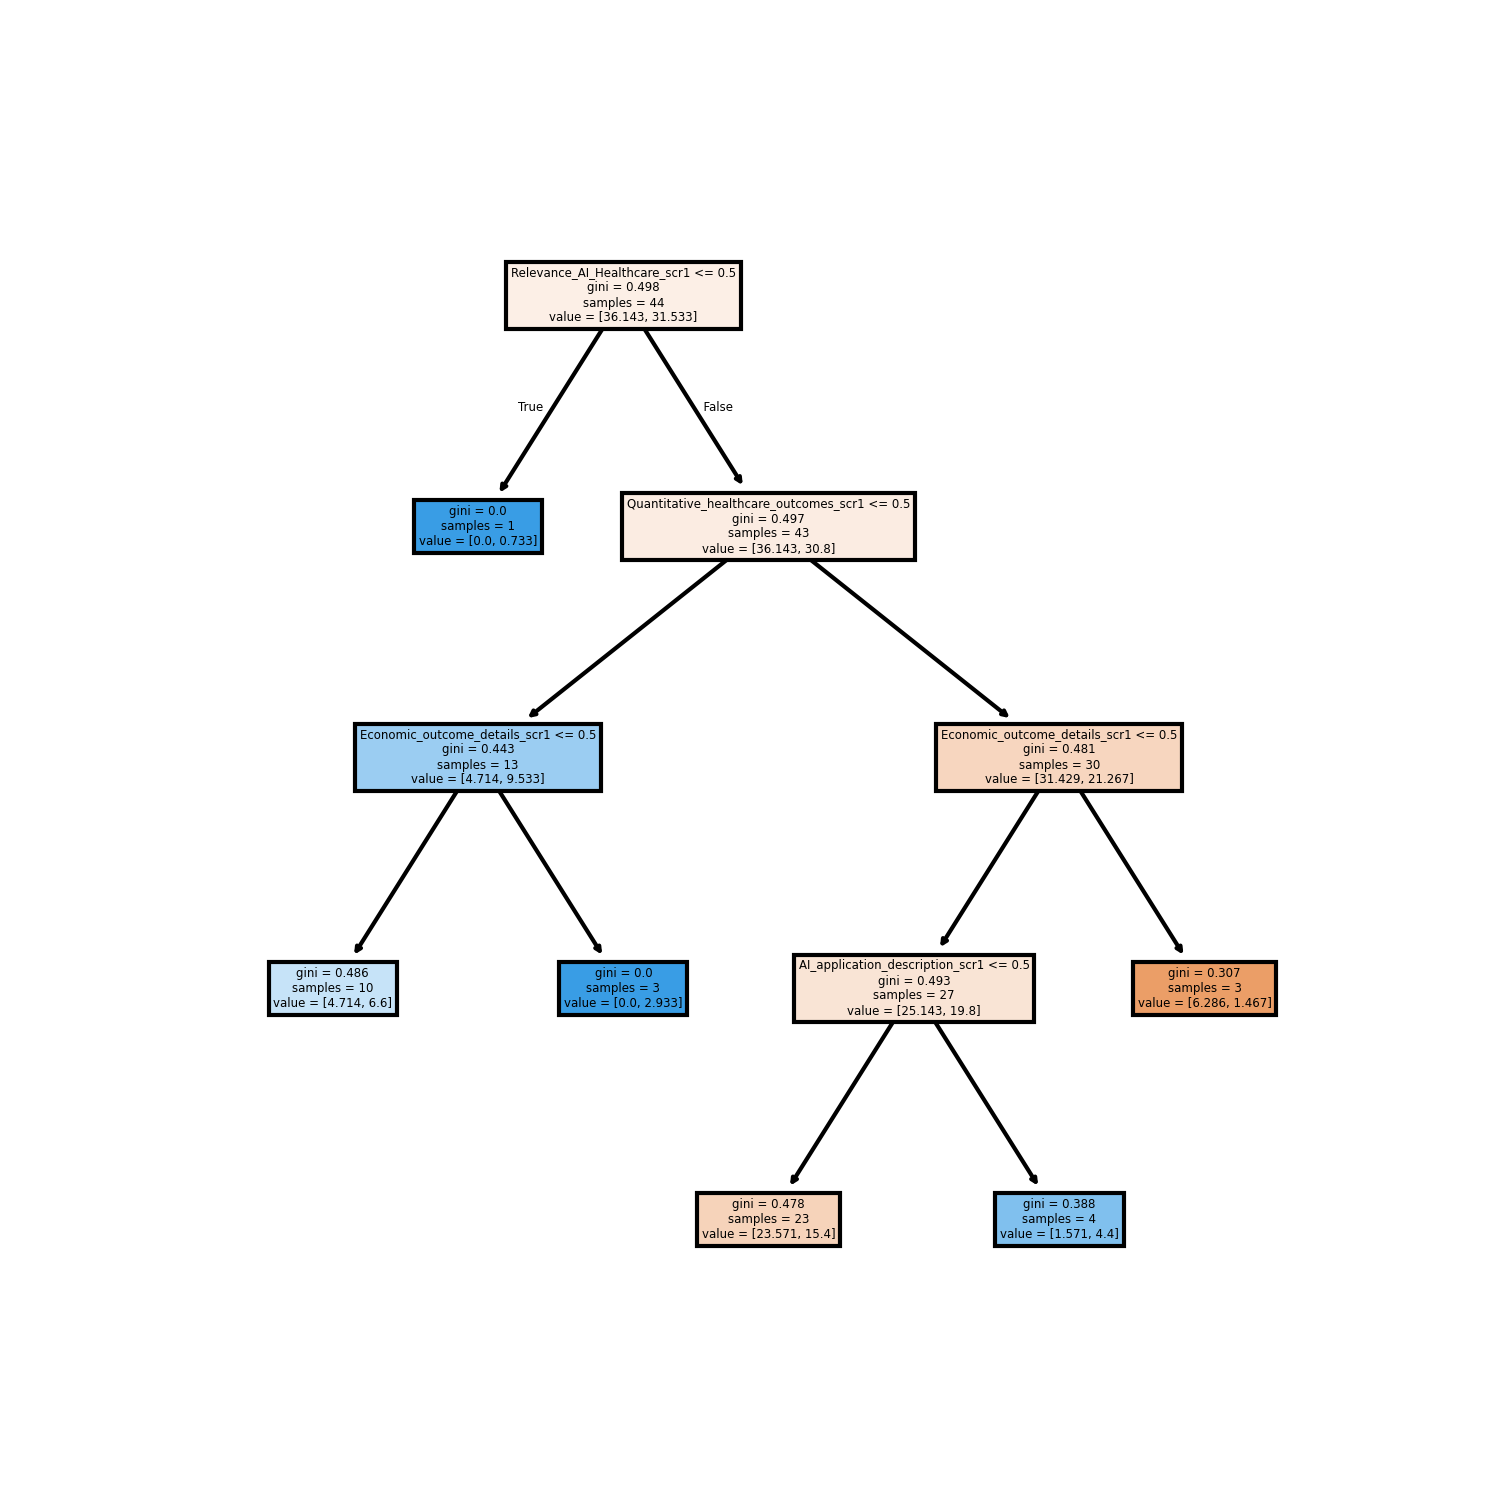 Relevance_AI_Healthcare_scr1 <= 0.5
gini = 0.498
samples = 44
value = [36.143, 31.533]
True
False
gini = 0.0
samples = 1
value = [0.0, 0.733]
Quantitative_healthcare_outcomes_scr1 <= 0.5
gini = 0.497
samples = 43
value = [36.143, 30.8]
Economic_outcome_details_scr1 <= 0.5
gini = 0.443
samples = 13
value = [4.714, 9.533]
Economic_outcome_details_scr1 <= 0.5
gini = 0.481
samples = 30
value = [31.429, 21.267]
gini = 0.486
samples = 10
value = [4.714, 6.6]
gini = 0.0
samples = 3
value = [0.0, 2.933]
AI_application_description_scr1 <= 0.5
gini = 0.493
samples = 27
value = [25.143, 19.8]
gini = 0.307
samples = 3
value = [6.286, 1.467]
gini = 0.478
samples = 23
value = [23.571, 15.4]
gini = 0.388
samples = 4
value = [1.571, 4.4]